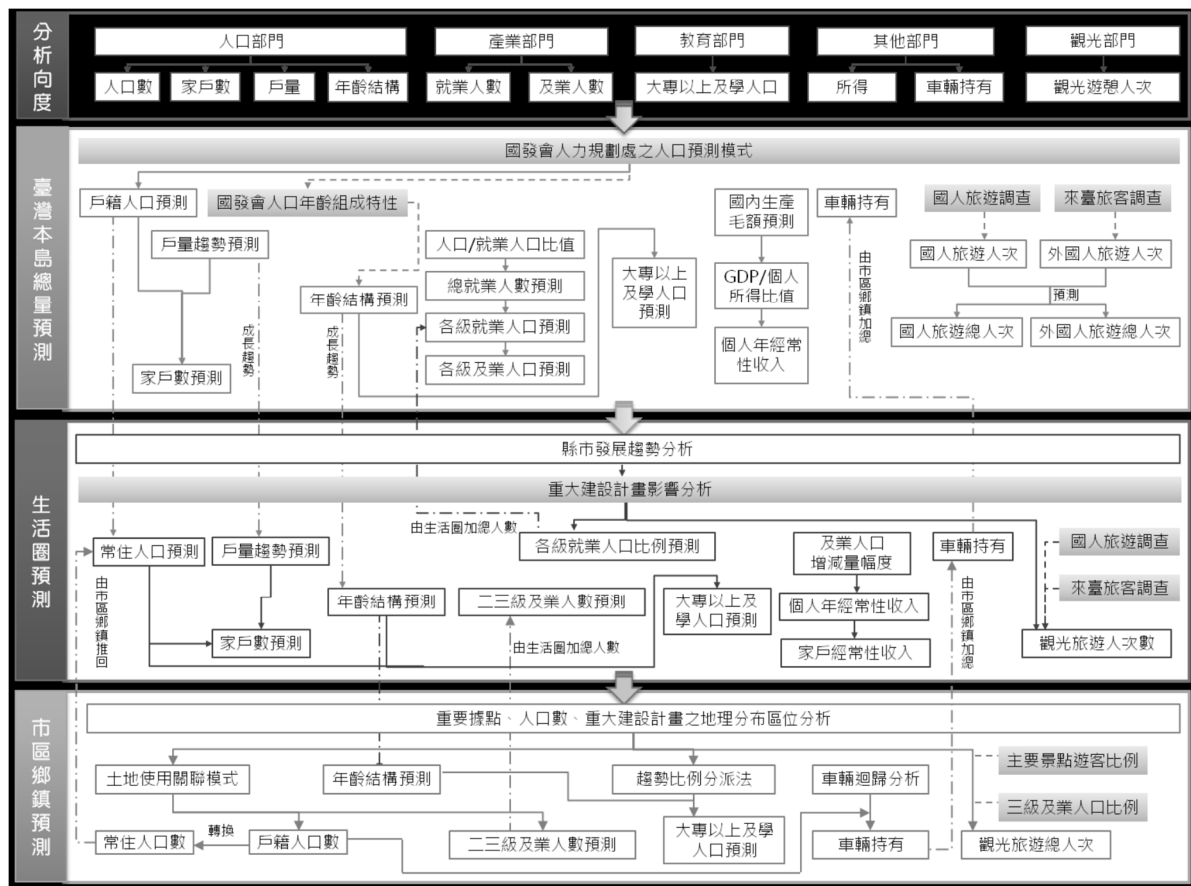 分析向度
人口部門
產業部門
教育部門
其他部門
觀光部門
人口數
家戶數
戶量
年齡結構
就業人數
及業人數
大專以上及學人口
所得
車輛持有
觀光遊憩人次
臺灣本島總量預測
國發會人力規劃處之人口預測模式
戶籍人口預測
國發會人口年齡組成特性
國內生產
毛額預測
車輛持有
國人旅遊調查
來臺旅客調查
戶量趨勢預測
人口/就業人口比值
國人旅遊人次
外國人旅遊人次
大專以上
及學人口
預測
總就業人數預測
GDP/個人
所得比值
年齡結構預測
預測
由市區鄉鎮加總
各級就業人口預測
國人旅遊總人次
外國人旅遊總人次
成長趨勢
成長趨勢
個人年經常
性收入
家戶數預測
各級及業人口預測
生活圈預測
縣市發展趨勢分析
重大建設計畫影響分析
由生活圈加總人數
常住人口預測
戶量趨勢預測
各級就業人口比例預測
及業人口
增減量幅度
車輛持有
國人旅遊調查
來臺旅客調查
由市區鄉鎮推回
年齡結構預測
二三級及業人數預測
大專以上及
學人口預測
個人年經常性收入
由市區鄉鎮加總
家戶數預測
由生活圈加總人數
家戶經常性收入
觀光旅遊人次數
市區鄉鎮預測
重要據點、人口數、重大建設計畫之地理分布區位分析
土地使用關聯模式
年齡結構預測
趨勢比例分派法
車輛迴歸分析
主要景點遊客比例
三級及業人口比例
常住人口數
轉換
戶籍人口數
二三級及業人數預測
大專以上及學
人口預測
車輛持有
觀光旅遊總人次